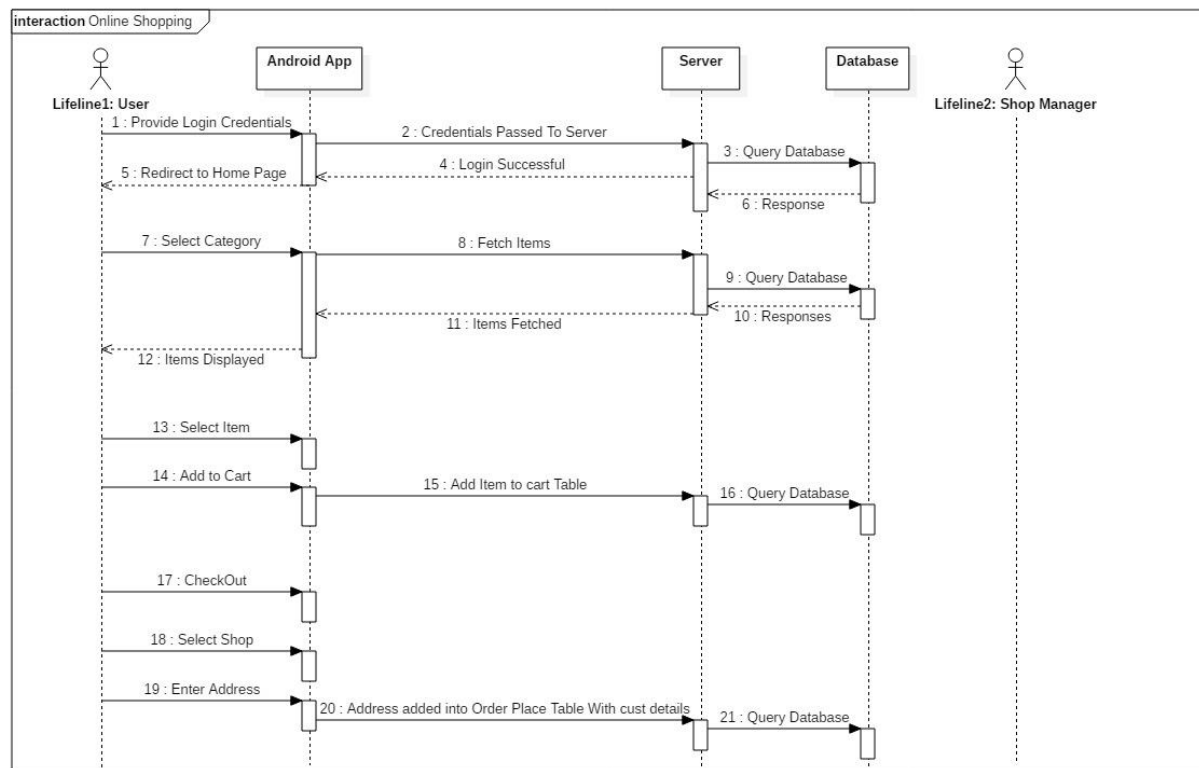 interaction Online Shopping
Android App
Server
Database
Lifeline1: User
Lifeline2: Shop Manager
1 : Provide Login Credentials
2 : Credentials Passed To Server
3 : Query Database
4 : Login Successful
5 : Redirect to Home Page
6 : Response
7 : Select Category
8 : Fetch Items
9 : Query Database
10 : Responses
11 : Items Fetched
12 : Items Displayed
13 : Select Item
14 : Add to Cart
15 : Add Item to cart Table
16 : Query Database
17 : CheckOut
18 : Select Shop
19 : Enter Address
20 : Address added into Order Place Table With cust details
21 : Query Database